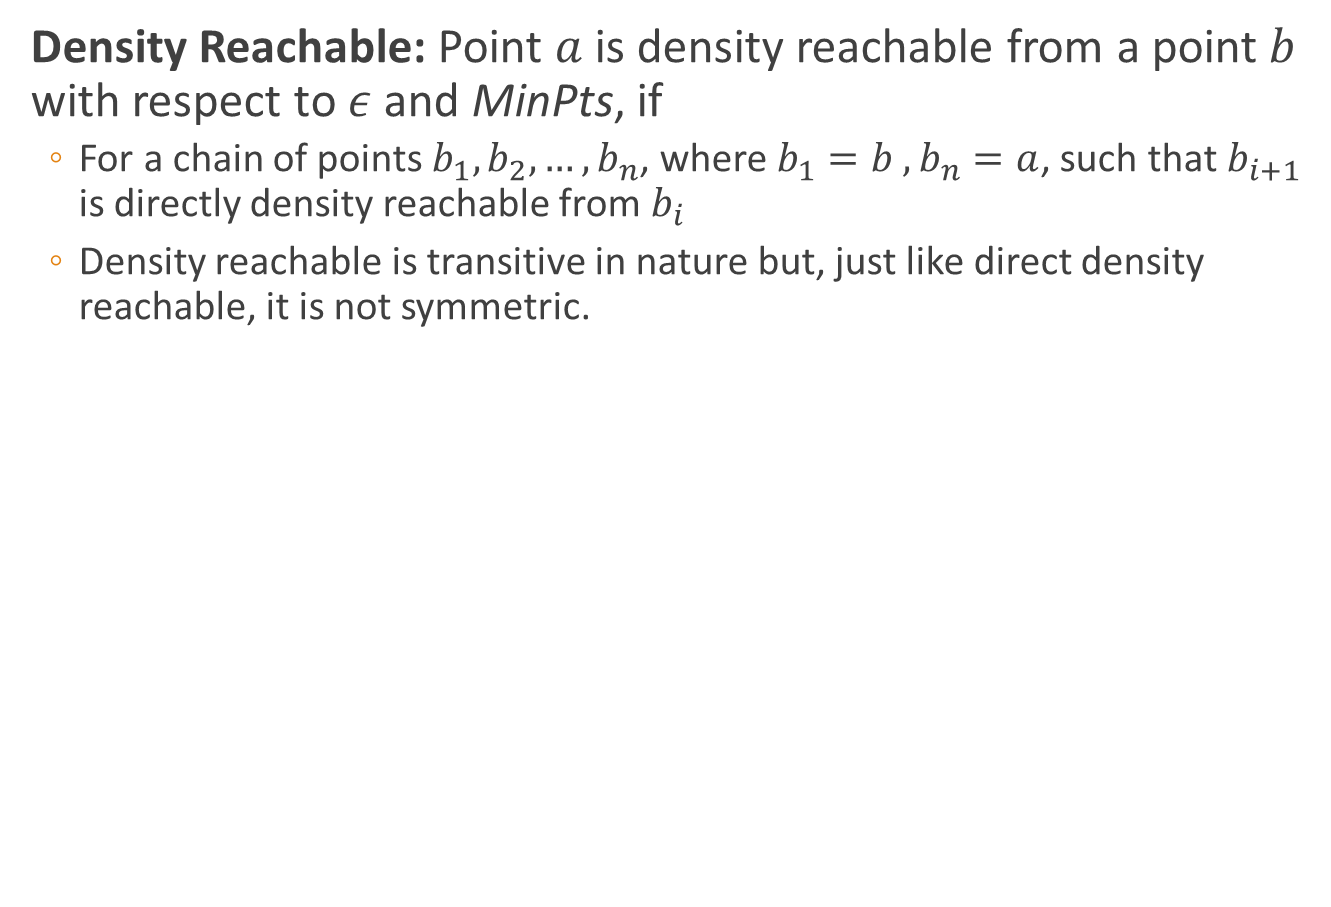 Density Reachable: Point 𝑎 is density reachable from a point 𝑏
with respect to 𝜖 and MinPts, if
◦ For a chain of points 𝑏₁, 𝑏₂, … , 𝑏ₙ, where 𝑏₁ = 𝑏 , 𝑏ₙ = 𝑎, such that 𝑏ᵢ₊₁
is directly density reachable from 𝑏ᵢ
◦ Density reachable is transitive in nature but, just like direct density
reachable, it is not symmetric.